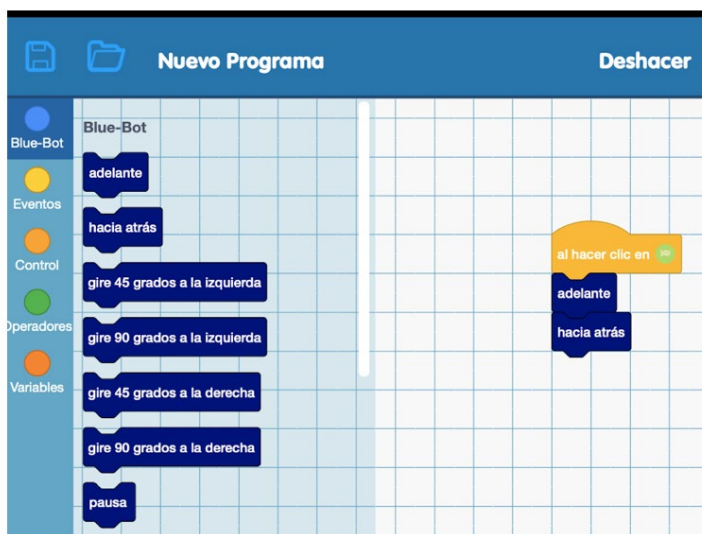 Nuevo Programa
Deshacer
Blue-Bot
Eventos
Control
Operadores
Variables
Blue-Bot
adelante
hacia atrás
gire 45 grados a la izquierda
gire 90 grados a la izquierda
gire 45 grados a la derecha
gire 90 grados a la derecha
pausa
al hacer clic en
adelante
hacia atrás